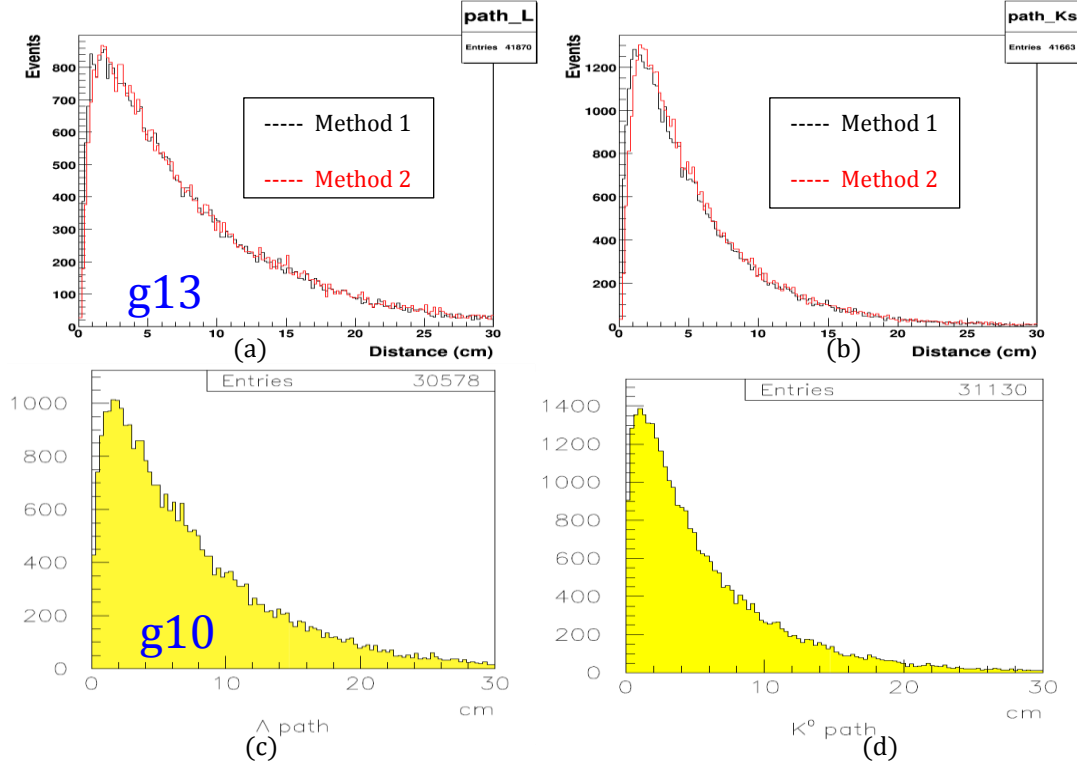 path_L
Entries 41870
Events
800
700
600
500
400
300
200
100
0
0 5 10 15 20 25 30
Distance (cm)
Method 1
Method 2
g13
(a)
path_Ks
Entries 41663
Events
1200
1000
800
600
400
200
0
0 5 10 15 20 25 30
Distance (cm)
Method 1
Method 2
(b)
Entries 30578
1000
800
600
400
200
0
0 10 20 30
cm
Λ path
g10
(c)
Entries 31130
1400
1200
1000
800
600
400
200
0
0 10 20 30
cm
K⁰ path
(d)